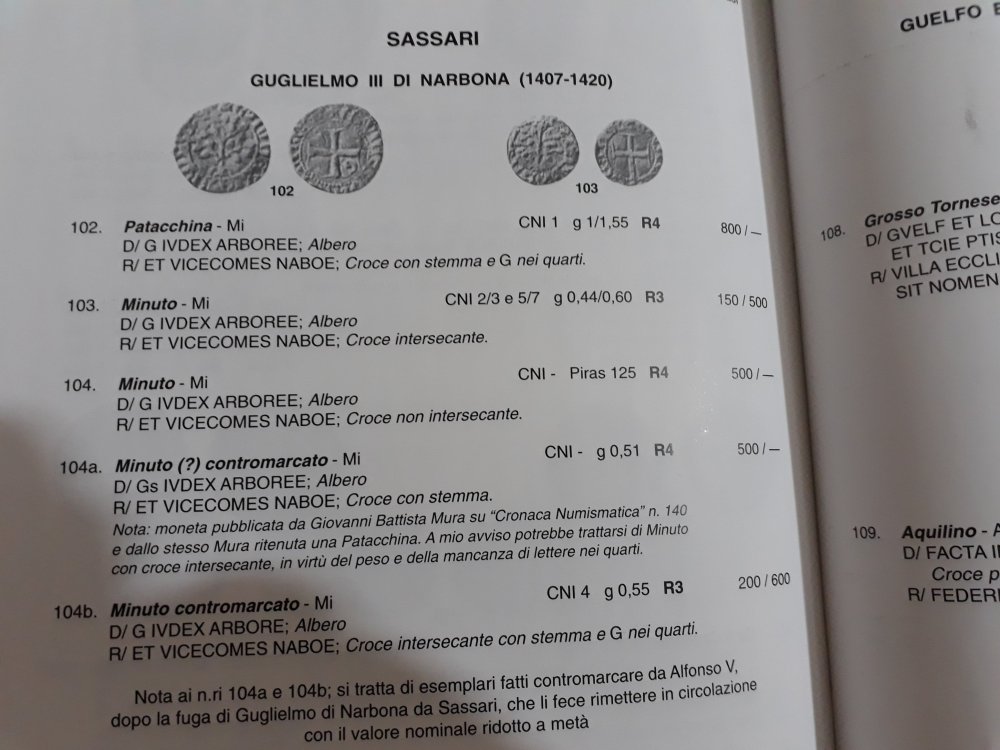 SASSARI
GUGLIELMO III DI NARBONA (1407-1420)
102
103
102. Patacchina - Mi CNI 1 g 1/1,55 R4 800 / —
D/ G IVDEX ARBOREE; Albero
R/ ET VICECOMES NABOE; Croce con stemma e G nei quarti.
103. Minuto - Mi CNI 2/3 e 5/7 g 0,44/0,60 R3 150 / 500
D/ G IVDEX ARBOREE; Albero
R/ ET VICECOMES NABOE; Croce intersecante.
104. Minuto - Mi CNI - Piras 125 R4 500 / —
D/ G IVDEX ARBOREE; Albero
R/ ET VICECOMES NABOE; Croce non intersecante.
104a. Minuto (?) contromarcato - Mi CNI - g 0,51 R4 500 / —
D/ Gs IVDEX ARBOREE; Albero
R/ ET VICECOMES NABOE; Croce con stemma.
Nota: moneta pubblicata da Giovanni Battista Mura su “Cronaca Numismatica” n. 140
e dallo stesso Mura ritenuta una Patacchina. A mio avviso potrebbe trattarsi di Minuto
con croce intersecante, in virtù del peso e della mancanza di lettere nei quarti.
104b. Minuto contromarcato - Mi CNI 4 g 0,55 R3 200 / 600
D/ G IVDEX ARBORE; Albero
R/ ET VICECOMES NABOE; Croce intersecante con stemma e G nei quarti.
Nota ai n.ri 104a e 104b; si tratta di esemplari fatti contromarcare da Alfonso V,
dopo la fuga di Guglielmo di Narbona da Sassari, che li fece rimettere in circolazione
con il valore nominale ridotto a metà
GUELFO E
108. Grosso Tornese
D/ GVELF ET LO
ET TCIE PTIS
R/ VILLA ECCLI
SIT NOMEN
109. Aquilino - A
D/ FACTA I
Croce p
R/ FEDERI